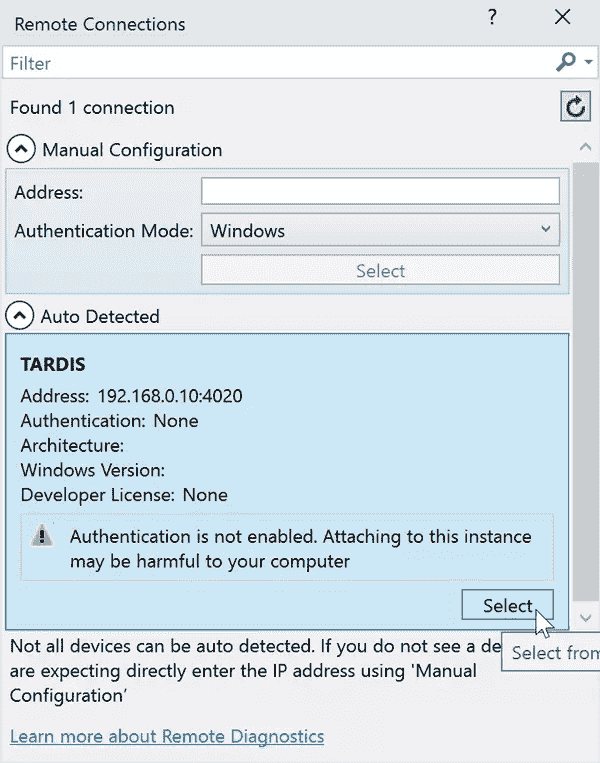 Remote Connections
?
Filter
Found 1 connection
Manual Configuration
Address:
Authentication Mode: Windows
Select
Auto Detected
TARDIS
Address: 192.168.0.10:4020
Authentication: None
Architecture:
Windows Version:
Developer License: None
Authentication is not enabled. Attaching to this instance
may be harmful to your computer
Select
Not all devices can be auto detected. If you do not see a de
are expecting directly enter the IP address using 'Manual
Configuration'
Select from
Learn more about Remote Diagnostics